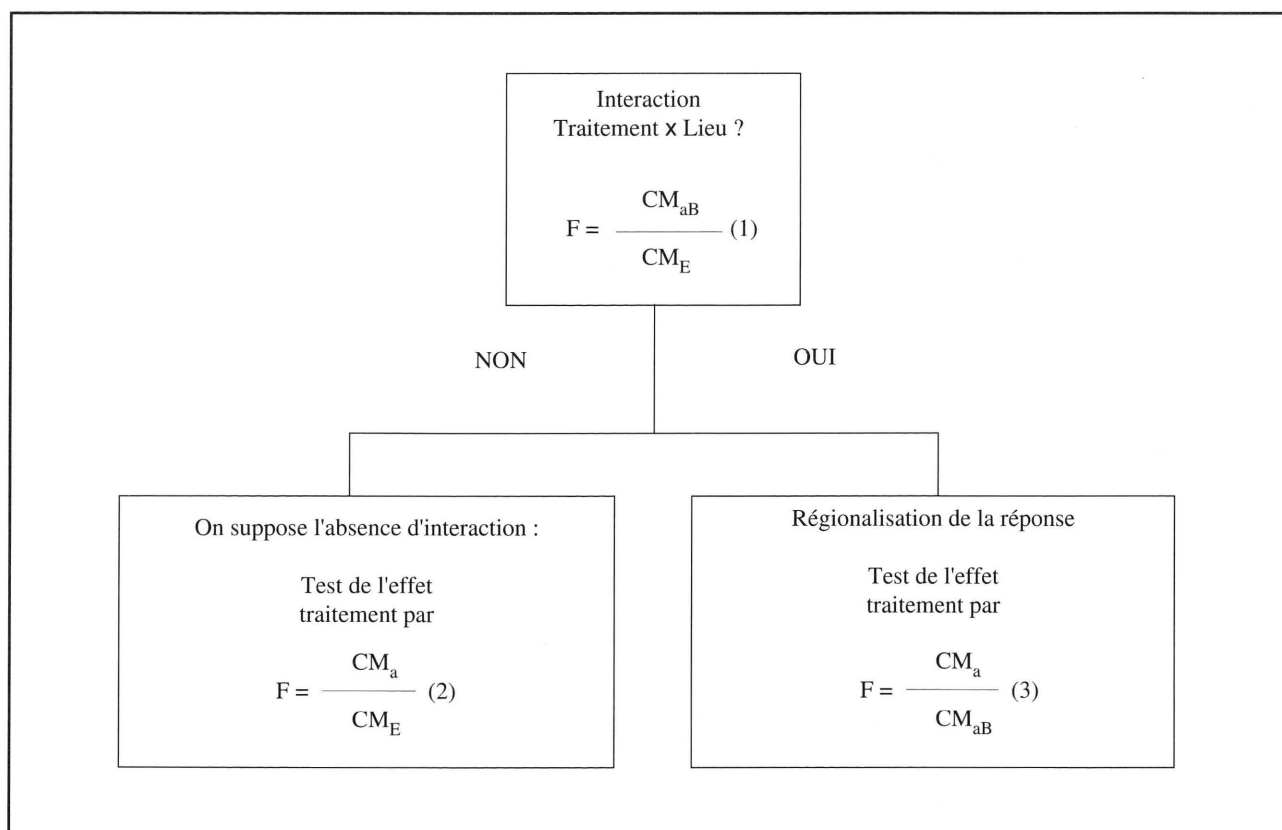 Interaction
Traitement x Lieu ?
CM_aB
F = ――― (1)
CM_E
NON
OUI
On suppose l'absence d'interaction :
Test de l'effet
traitement par
CM_a
F = ――― (2)
CM_E
Régionalisation de la réponse
Test de l'effet
traitement par
CM_a
F = ――― (3)
CM_aB